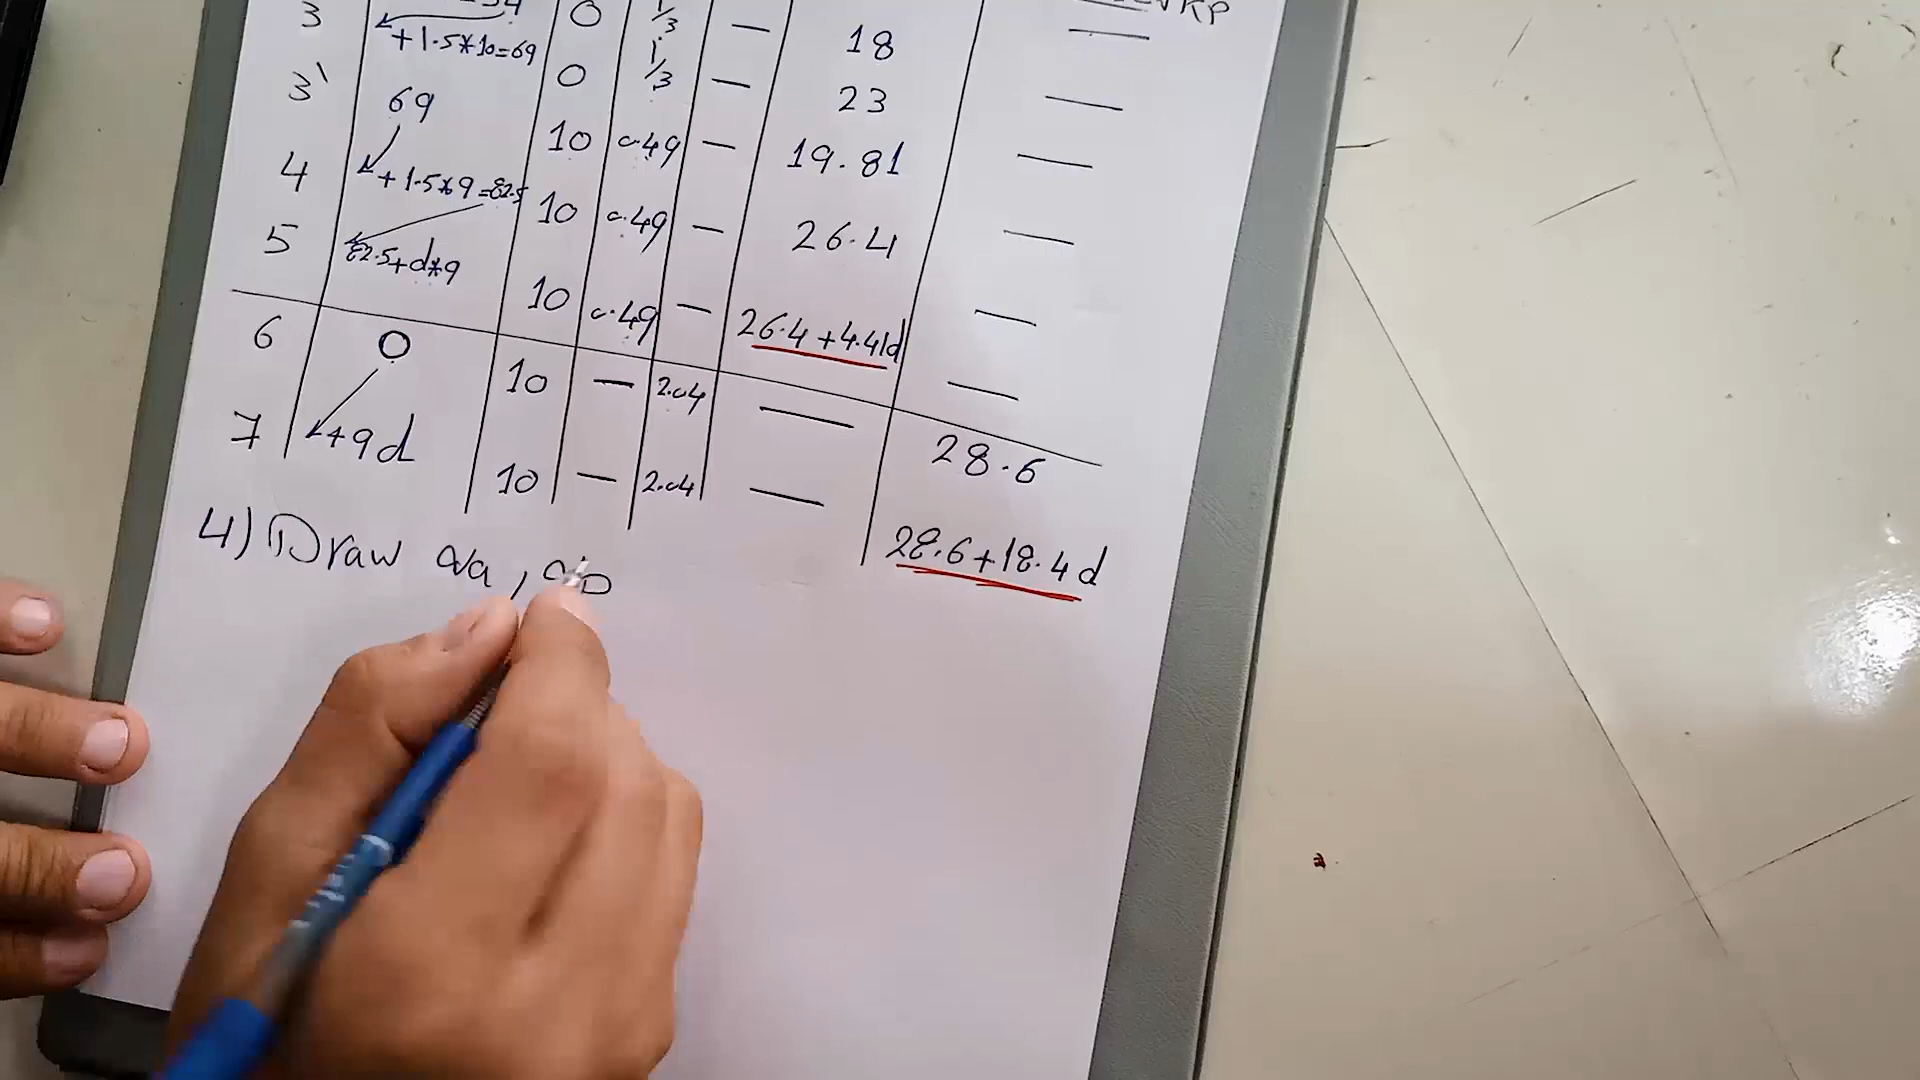 3 0 1/3 — 18 —
+1.5*10=69
3' 69 0 1/3 — 23 —
10 0.49 — 19.81 —
4 +1.5*9=82.5 10 0.49 — 26.4 —
5 82.5+d*9 10 0.49 — 26.4+4.41d —
6 0 10 — 2.04 — 28.6
7 +9d 10 — 2.04 — 28.6+18.4d
4) Draw σa, σp